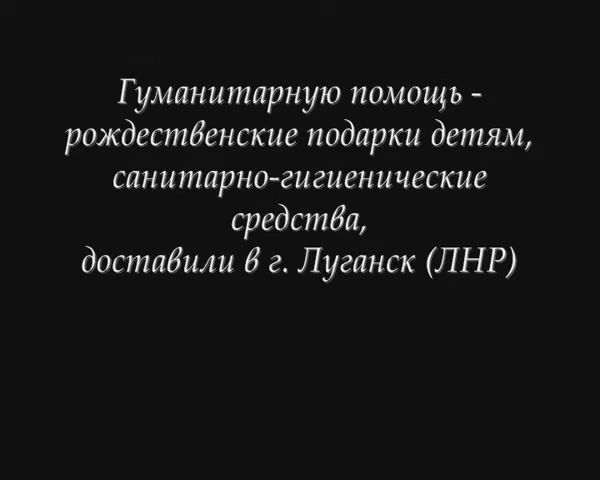 Гуманитарную помощь -
рождественские подарки детям,
санитарно-гигиенические
средства,
доставили в г. Луганск (ЛНР)